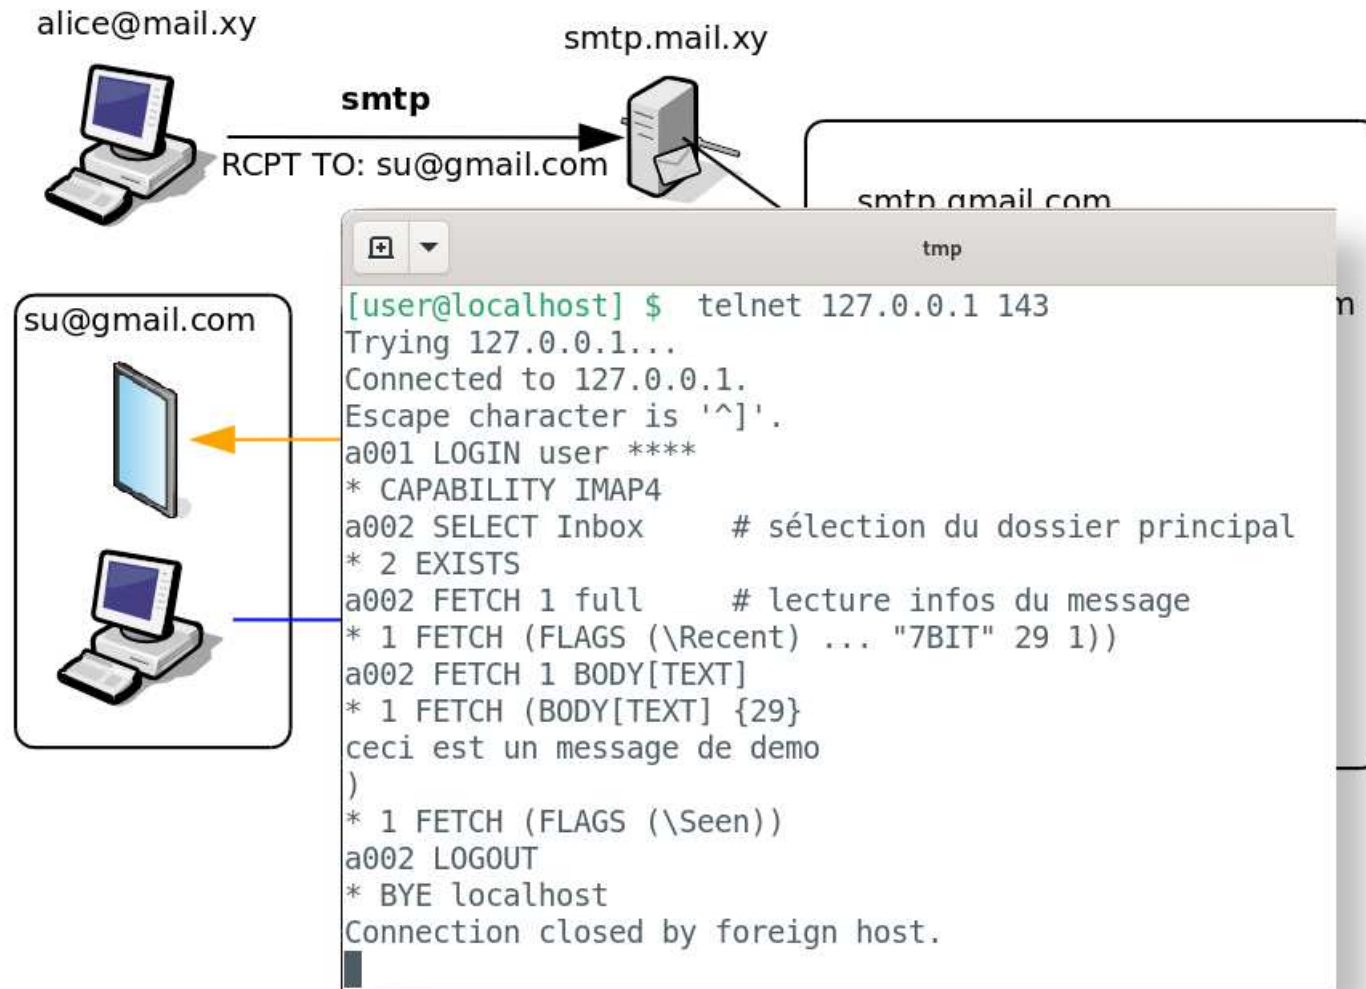 alice@mail.xy
smtp.mail.xy
smtp
RCPT TO: su@gmail.com
smtp.gmail.com
su@gmail.com
tmp
[user@localhost] $  telnet 127.0.0.1 143
Trying 127.0.0.1...
Connected to 127.0.0.1.
Escape character is '^]'.
a001 LOGIN user ****
* CAPABILITY IMAP4
a002 SELECT Inbox     # sélection du dossier principal
* 2 EXISTS
a002 FETCH 1 full     # lecture infos du message
* 1 FETCH (FLAGS (\Recent) ... "7BIT" 29 1))
a002 FETCH 1 BODY[TEXT]
* 1 FETCH (BODY[TEXT] {29}
ceci est un message de demo
)
* 1 FETCH (FLAGS (\Seen))
a002 LOGOUT
* BYE localhost
Connection closed by foreign host.